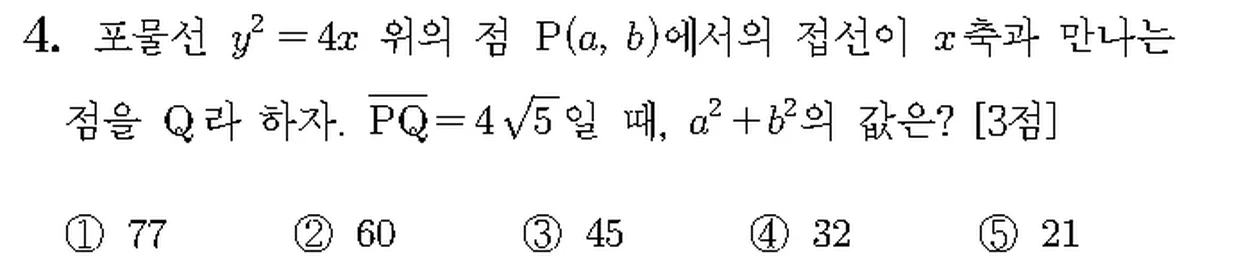 4. 포물선 y² = 4x 위의 점 P(a, b)에서의 접선이 x축과 만나는
점을 Q라 하자. P̅Q̅ = 4√5일 때, a² + b²의 값은? [3점]
① 77 ② 60 ③ 45 ④ 32 ⑤ 21